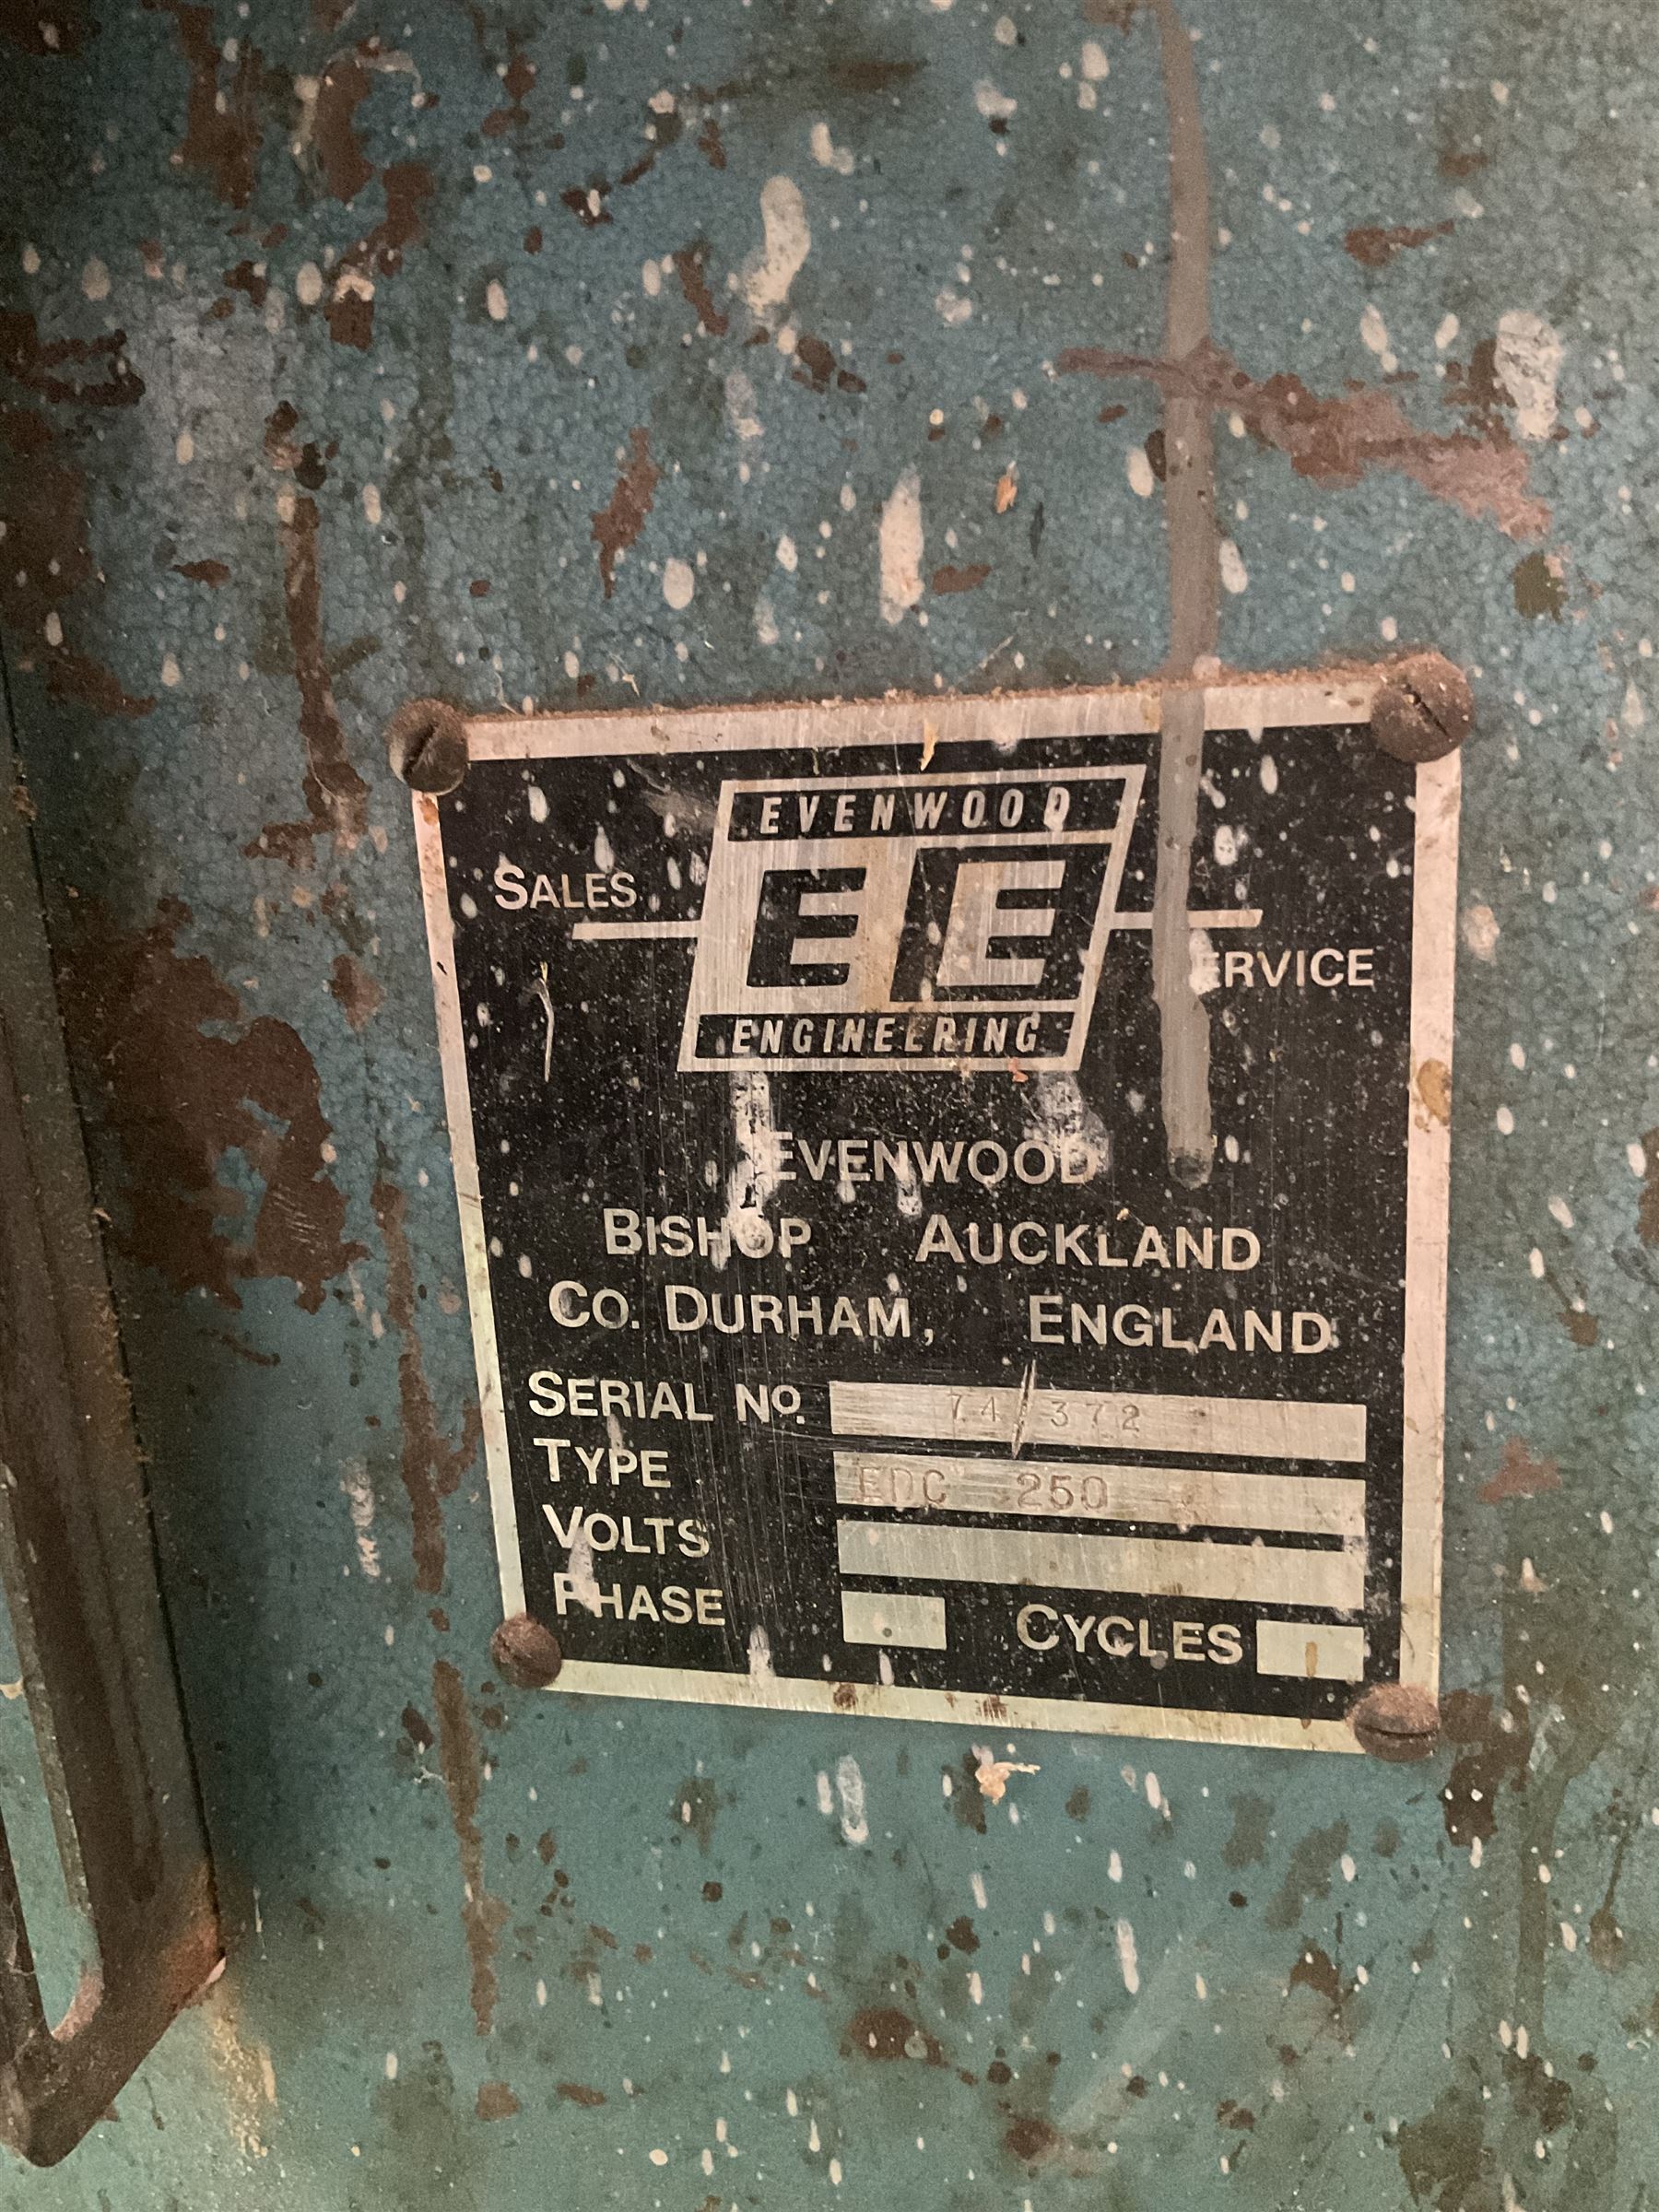 EVENWOOD
SALES
EE
ERVICE
ENGINEERING
EVENWOOD
BISHOP AUCKLAND
CO. DURHAM, ENGLAND
SERIAL NO. 74/372
TYPE EDC 250
VOLTS
PHASE CYCLES